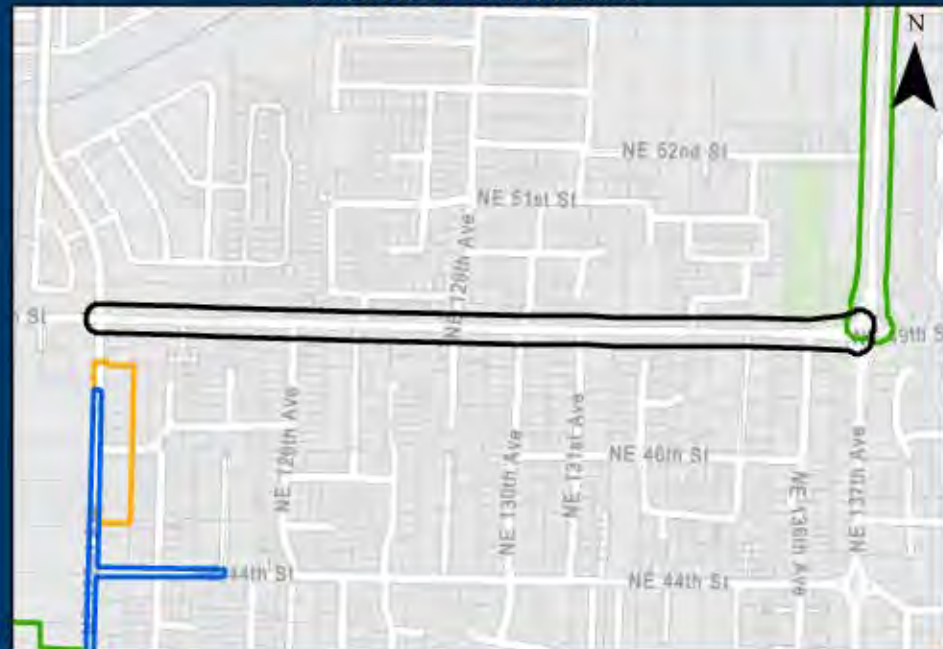 N
NE 52nd St
NE 51st St
NE 128th Ave
h St
9th S
NE 126th Ave
NE 130th Ave
NE 131st Ave
NE 46th St
NE 136th Ave
NE 137th Ave
44th St
NE 44th St